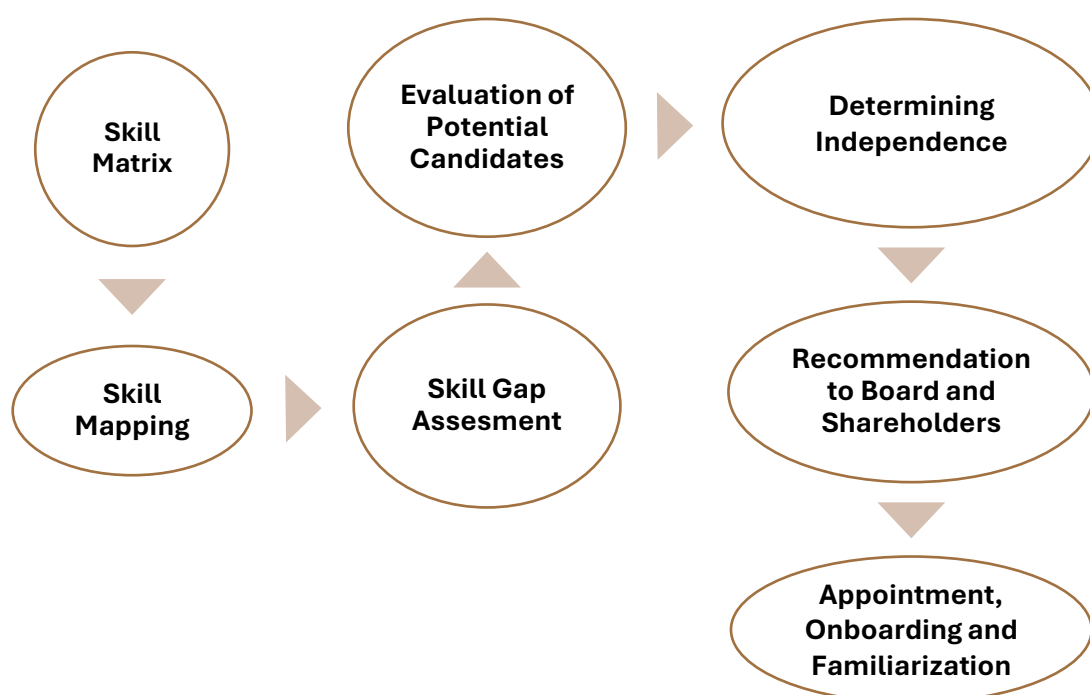 Skill
Matrix
Skill
Mapping
Skill Gap
Assesment
Evaluation of
Potential
Candidates
Determining
Independence
Recommendation
to Board and
Shareholders
Appointment,
Onboarding and
Familiarization